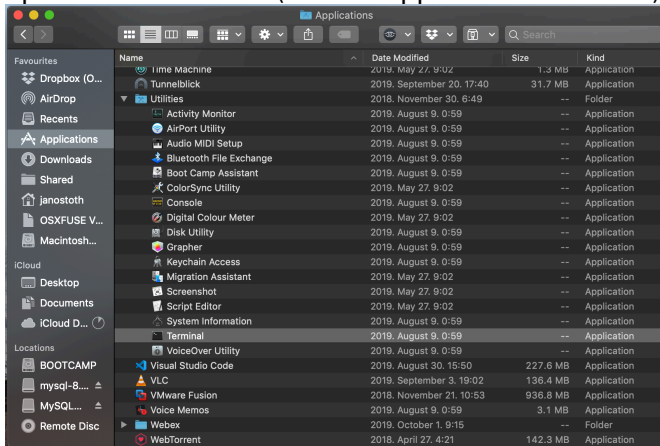 Applications
Search
Favourites
Dropbox (O...
AirDrop
Recents
Applications
Downloads
Shared
janostoth
OSXFUSE V...
Macintosh...
iCloud
Desktop
Documents
iCloud D...
Locations
BOOTCAMP
mysql-8....
MySQL...
Remote Disc
Name Date Modified Size Kind
Time Machine 2019. May 27. 9:02 1.3 MB Application
Tunnelblick 2019. September 20. 17:40 31.7 MB Application
Utilities 2018. November 30. 6:49 -- Folder
Activity Monitor 2019. August 9. 0:59 -- Application
AirPort Utility 2019. August 9. 0:59 -- Application
Audio MIDI Setup 2019. August 9. 0:59 -- Application
Bluetooth File Exchange 2019. August 9. 0:59 -- Application
Boot Camp Assistant 2019. August 9. 0:59 -- Application
ColorSync Utility 2019. May 27. 9:02 -- Application
Console 2019. August 9. 0:59 -- Application
Digital Colour Meter 2019. May 27. 9:02 -- Application
Disk Utility 2019. August 9. 0:59 -- Application
Grapher 2019. August 9. 0:59 -- Application
Keychain Access 2019. August 9. 0:59 -- Application
Migration Assistant 2019. May 27. 9:02 -- Application
Screenshot 2019. May 27. 9:02 -- Application
Script Editor 2019. May 27. 9:02 -- Application
System Information 2019. August 9. 0:59 -- Application
Terminal 2019. August 9. 0:59 -- Application
VoiceOver Utility 2019. August 9. 0:59 -- Application
Visual Studio Code 2019. August 30. 15:50 227.6 MB Application
VLC 2019. September 3. 19:02 136.4 MB Application
VMware Fusion 2018. November 21. 10:53 936.8 MB Application
Voice Memos 2019. August 9. 0:59 3.1 MB Application
Webex 2019. October 1. 9:15 -- Folder
WebTorrent 2018. April 27. 4:21 142.3 MB Application